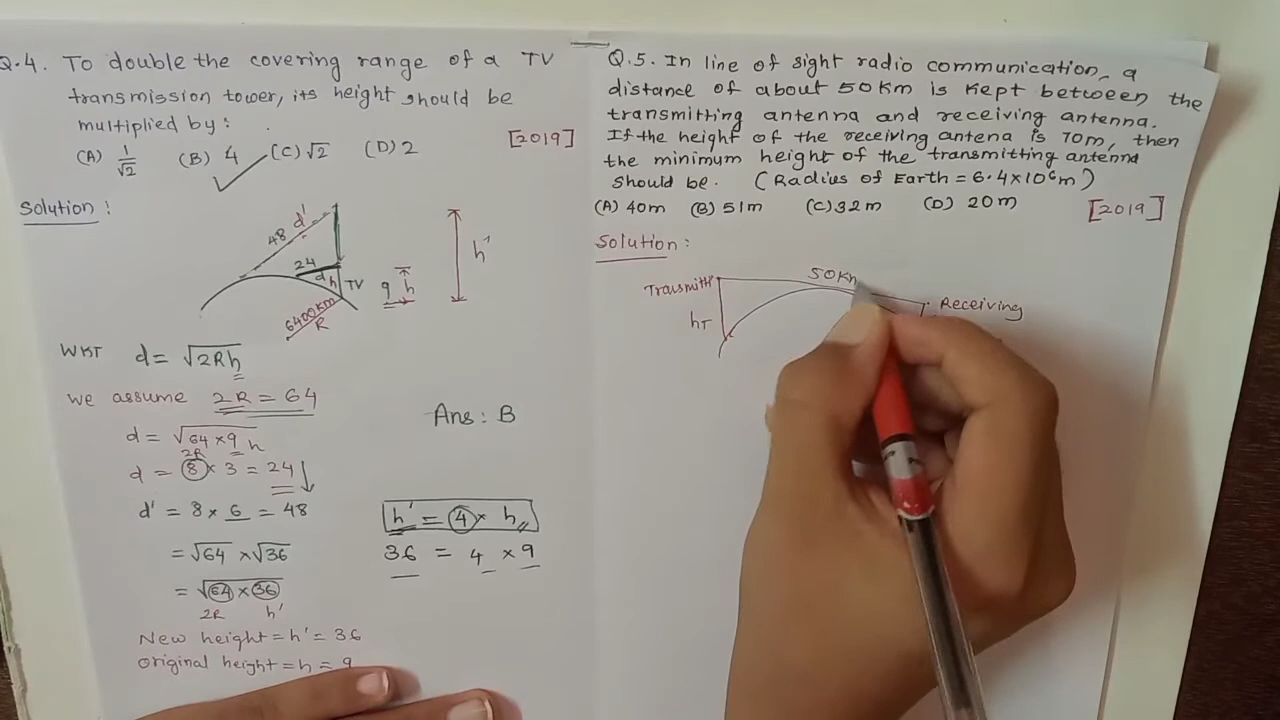 Q.4. To double the covering range of a TV
transmission tower, its height should be
multiplied by:
(A) 1/√2 (B) 4 (C) √2 (D) 2 [2019]
Solution:
48 d'
24
d h TV
6400km
R
9 h
h'
WKT d = √2Rh
we assume 2R = 64
d = √64×9 h
2R
d = 8 × 3 = 24
d' = 8 × 6 = 48
= √64 × √36
= √64×36
2R h'
New height = h' = 36
original height = h = 9
Ans: B
h' = 4 × h
36 = 4 × 9
Q.5. In line of sight radio communication, a
distance of about 50Km is kept between the
transmitting antenna and receiving antenna.
If the height of the receiving antena is 70m, then
the minimum height of the transmitting antenna
should be. (Radius of Earth = 6.4×10⁶m)
(A) 40m (B) 51m (C) 32m (D) 20m [2019]
Solution:
50Km
Transmitt
Receiving
hT